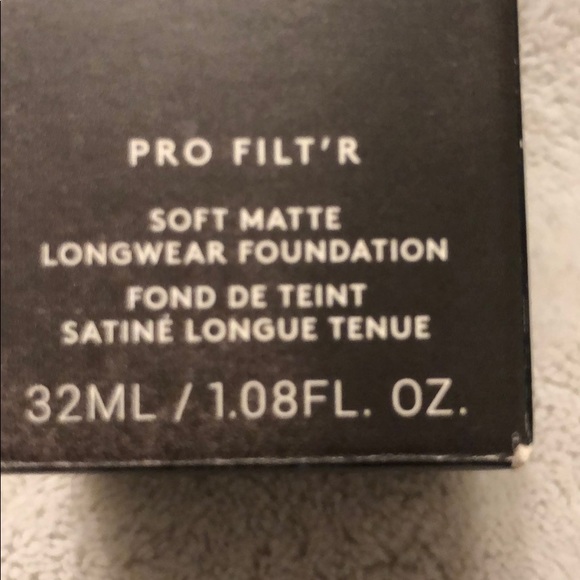 PRO FILT'R
SOFT MATTE
LONGWEAR FOUNDATION
FOND DE TEINT
SATINÉ LONGUE TENUE
32ML / 1.08FL. OZ.